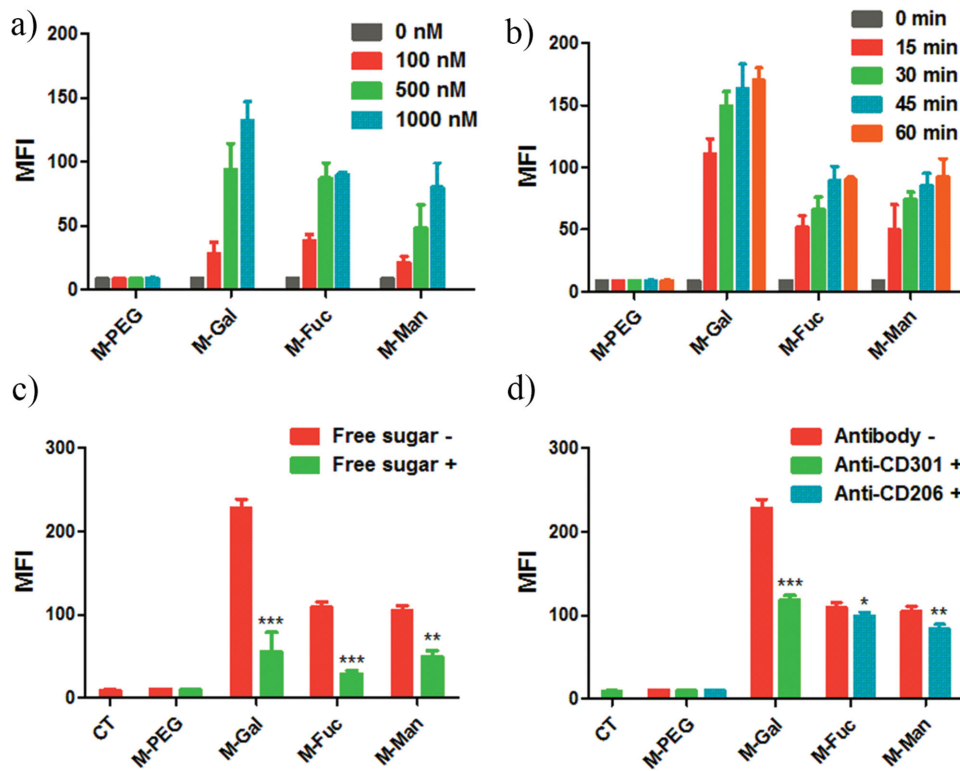 a)
0 nM
100 nM
500 nM
1000 nM
MFI
200
150
100
50
0
M-PEG
M-Gal
M-Fuc
M-Man
b)
0 min
15 min
30 min
45 min
60 min
MFI
200
150
100
50
0
M-PEG
M-Gal
M-Fuc
M-Man
c)
Free sugar -
Free sugar +
MFI
300
200
100
0
***
***
**
CT
M-PEG
M-Gal
M-Fuc
M-Man
d)
Antibody -
Anti-CD301 +
Anti-CD206 +
MFI
300
200
100
0
***
*
**
CT
M-PEG
M-Gal
M-Fuc
M-Man